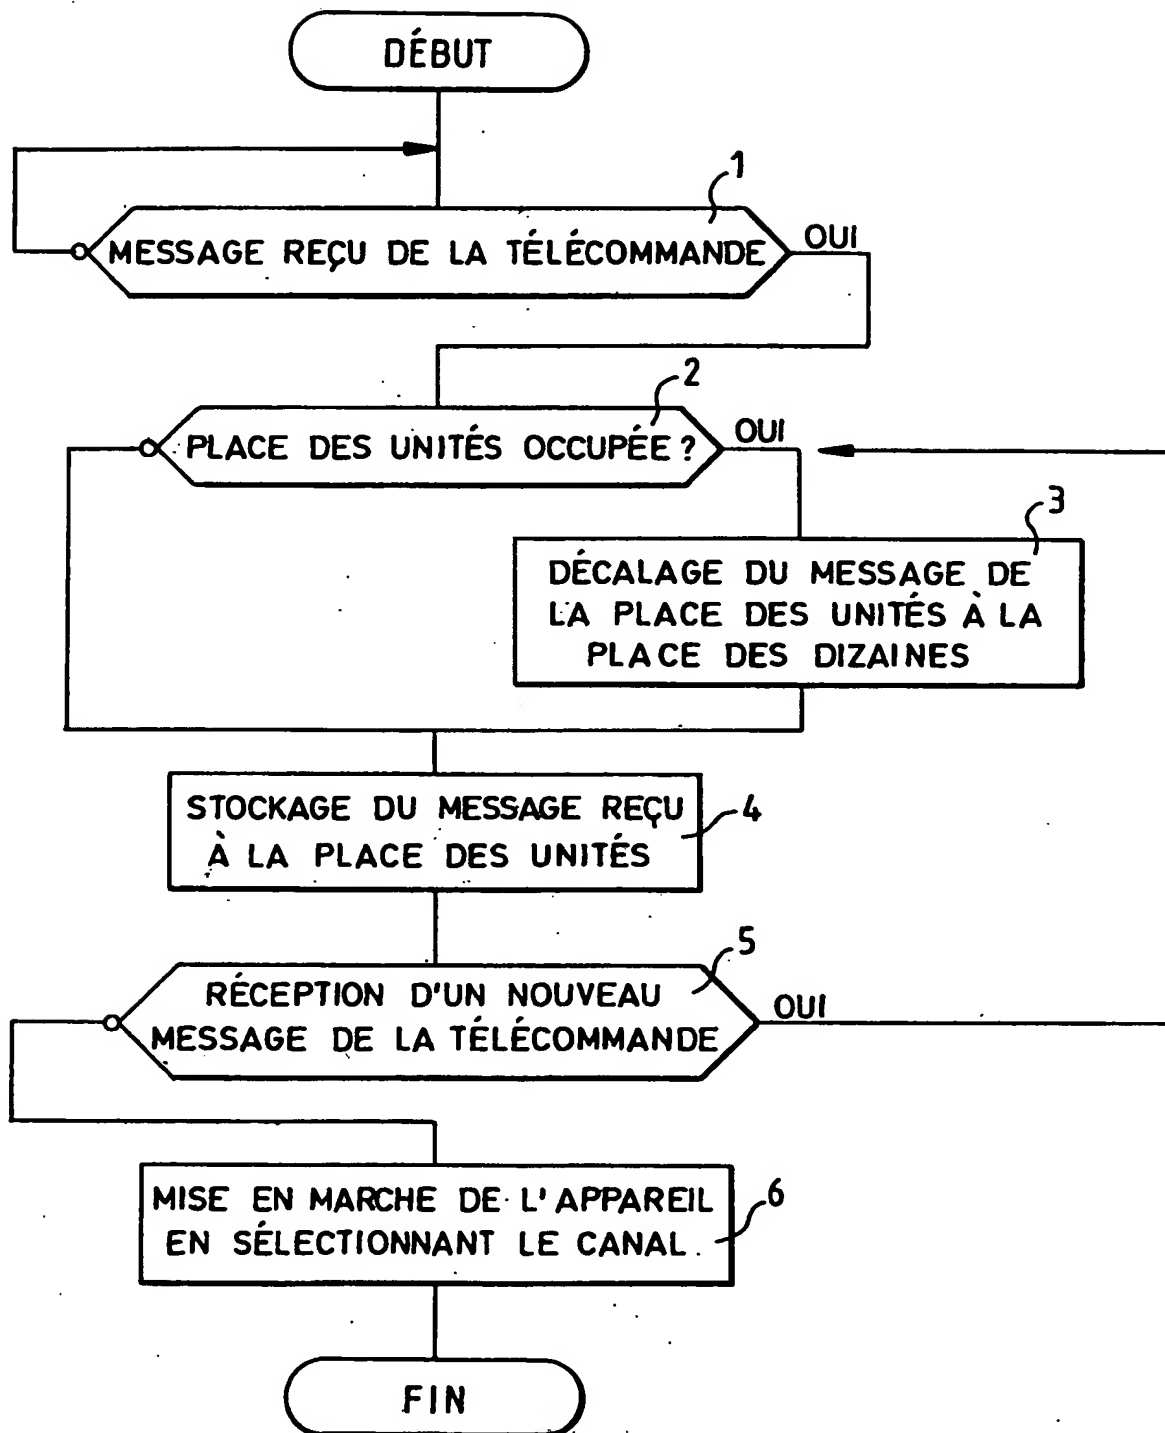 DÉBUT
1
MESSAGE REÇU DE LA TÉLÉCOMMANDE
OUI
2
PLACE DES UNITÉS OCCUPÉE ?
OUI
3
DÉCALAGE DU MESSAGE DE
LA PLACE DES UNITÉS À LA
PLACE DES DIZAINES
STOCKAGE DU MESSAGE REÇU
À LA PLACE DES UNITÉS
4
5
RÉCEPTION D'UN NOUVEAU
MESSAGE DE LA TÉLÉCOMMANDE
OUI
MISE EN MARCHE DE L'APPAREIL
EN SÉLECTIONNANT LE CANAL.
6
FIN